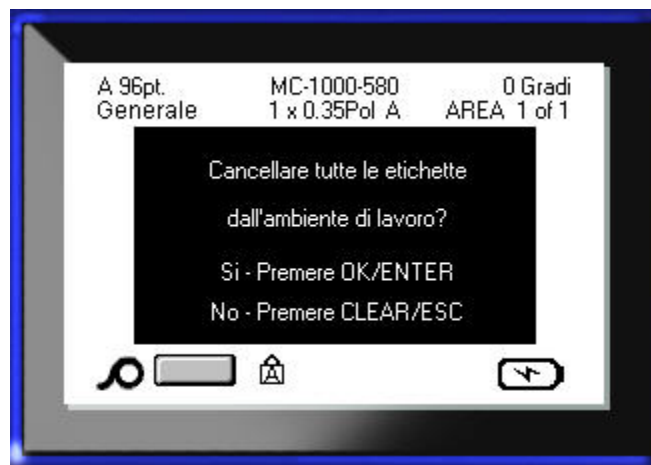 A 96pt. MC-1000-580 0 Gradi
Generale 1 x 0.35Pol A AREA 1 of 1
Cancellare tutte le etichette
dall'ambiente di lavoro?
Si - Premere OK/ENTER
No - Premere CLEAR/ESC
A